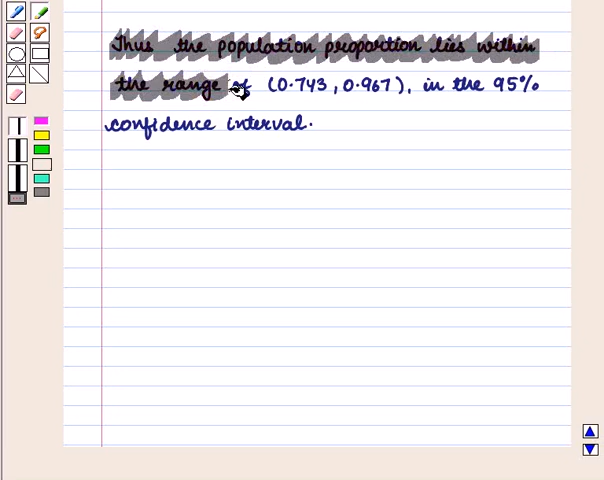 Thus the population proportion lies within
the range of (0.743, 0.967), in the 95%
confidence interval.